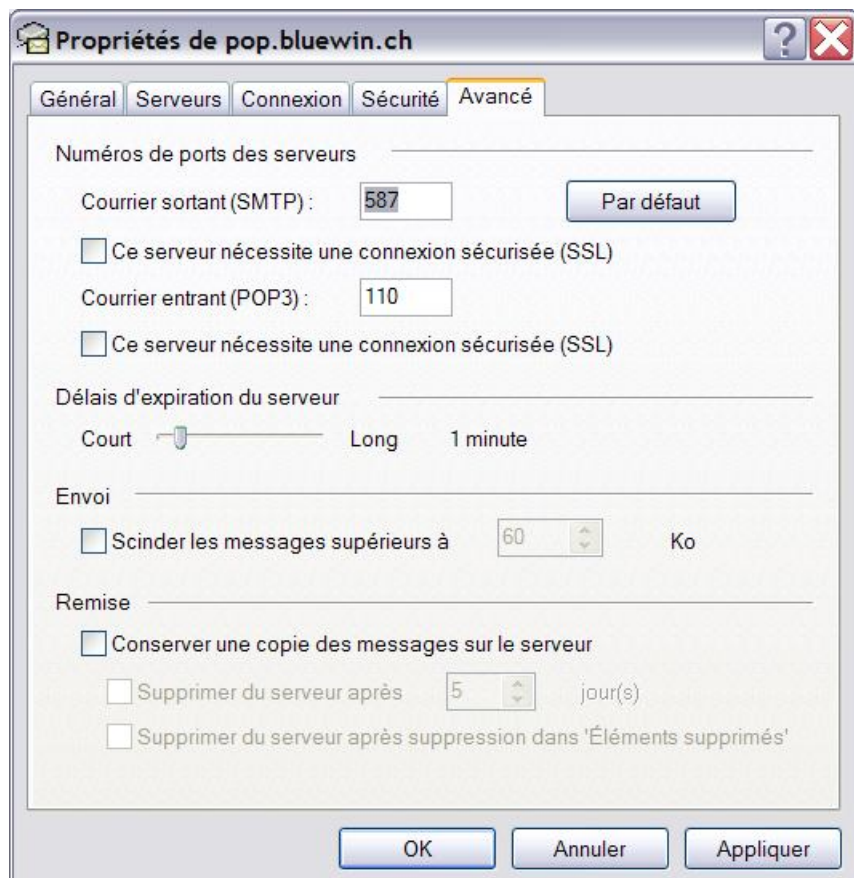 Propriétés de pop.bluewin.ch
Général Serveurs Connexion Sécurité Avancé
Numéros de ports des serveurs
Courrier sortant (SMTP) : 587 Par défaut
Ce serveur nécessite une connexion sécurisée (SSL)
Courrier entrant (POP3) : 110
Ce serveur nécessite une connexion sécurisée (SSL)
Délais d'expiration du serveur
Court Long 1 minute
Envoi
Scinder les messages supérieurs à 60 Ko
Remise
Conserver une copie des messages sur le serveur
Supprimer du serveur après 5 jour(s)
Supprimer du serveur après suppression dans 'Éléments supprimés'
OK Annuler Appliquer